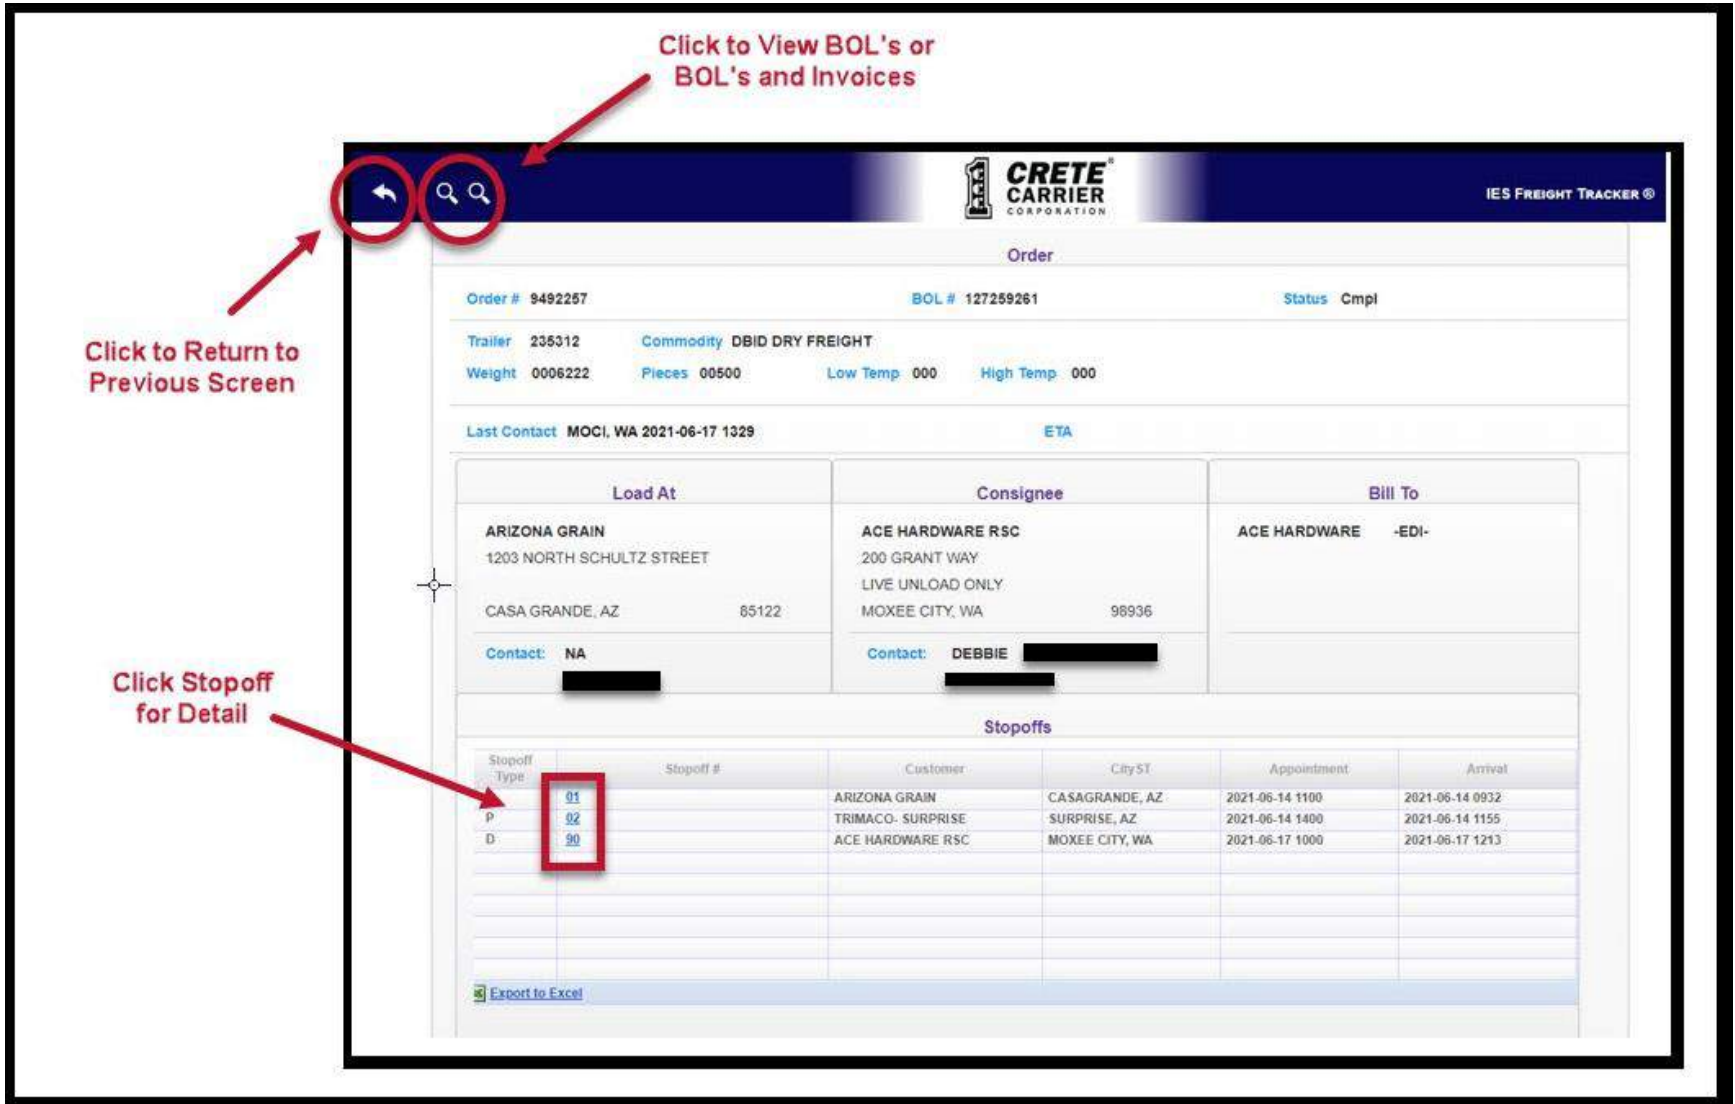 Click to View BOL's or
BOL's and Invoices
CRETE®
CARRIER
CORPORATION
IES FREIGHT TRACKER ®
Order
Order # 9492257 BOL # 127259261 Status Cmpl
Trailer 235312 Commodity DBID DRY FREIGHT
Click to Return to
Previous Screen
Weight 0006222 Pieces 00500 Low Temp 000 High Temp 000
Last Contact MOCI, WA 2021-06-17 1329 ETA
Load At Consignee Bill To
ARIZONA GRAIN ACE HARDWARE RSC ACE HARDWARE -EDI-
1203 NORTH SCHULTZ STREET 200 GRANT WAY
LIVE UNLOAD ONLY
CASA GRANDE, AZ 85122 MOXEE CITY, WA 98936
Contact: NA Contact: DEBBIE
Click Stopoff
for Detail
Stopoffs
Stopoff
Type Stopoff # Customer City ST Appointment Arrival
01 ARIZONA GRAIN CASAGRANDE, AZ 2021-06-14 1100 2021-06-14 0932
P 02 TRIMACO- SURPRISE SURPRISE, AZ 2021-06-14 1400 2021-06-14 1155
D 90 ACE HARDWARE RSC MOXEE CITY, WA 2021-06-17 1000 2021-06-17 1213
Export to Excel